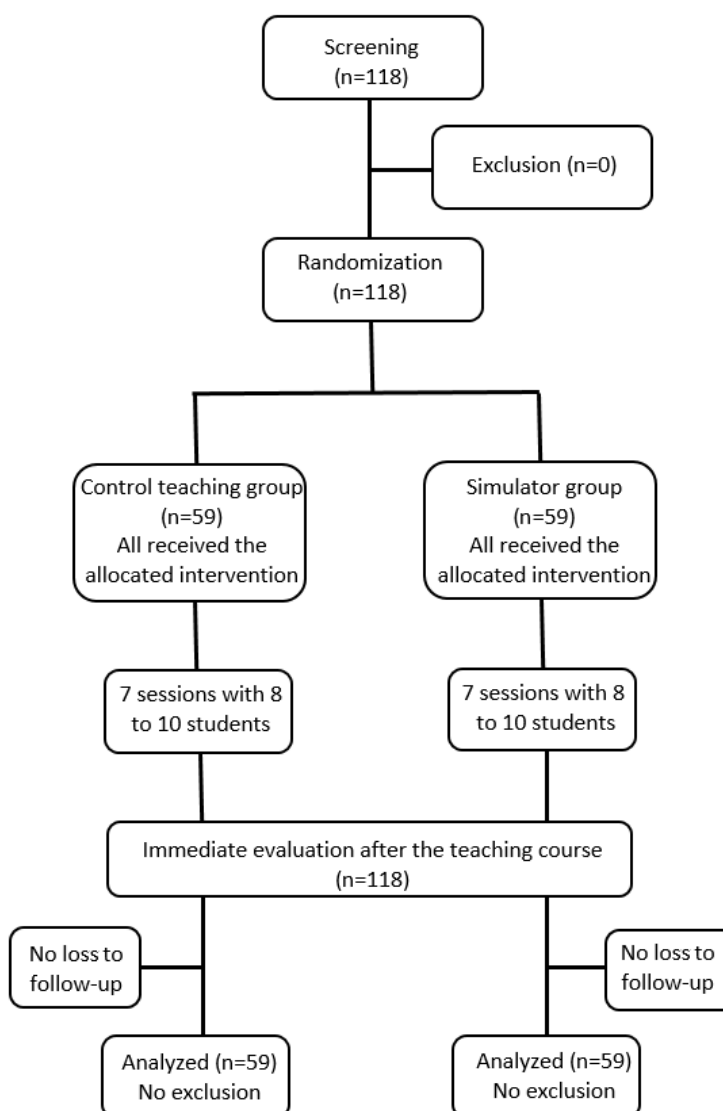 Screening
(n=118)
Exclusion (n=0)
Randomization
(n=118)
Control teaching group
(n=59)
All received the
allocated intervention
Simulator group
(n=59)
All received the
allocated intervention
7 sessions with 8
to 10 students
7 sessions with 8
to 10 students
Immediate evaluation after the teaching course
(n=118)
No loss to
follow-up
No loss to
follow-up
Analyzed (n=59)
No exclusion
Analyzed (n=59)
No exclusion